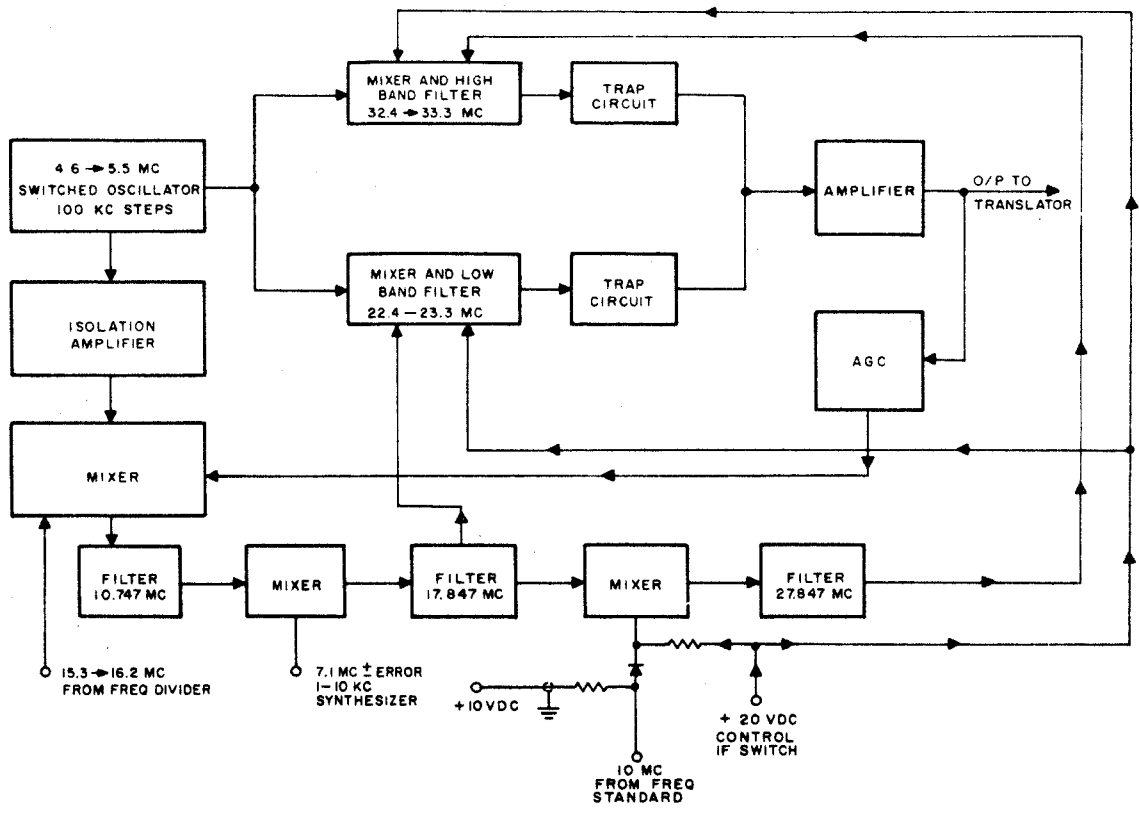 MIXER AND HIGH
BAND FILTER
32.4 → 33.3 MC
TRAP
CIRCUIT
4.6 → 5.5 MC
SWITCHED OSCILLATOR
100 KC STEPS
AMPLIFIER
O/P TO
TRANSLATOR
MIXER AND LOW
BAND FILTER
22.4 — 23.3 MC
TRAP
CIRCUIT
ISOLATION
AMPLIFIER
AGC
MIXER
FILTER
10.747 MC
MIXER
FILTER
17.847 MC
MIXER
FILTER
27.847 MC
15.3 → 16.2 MC
FROM FREQ DIVIDER
7.1 MC ± ERROR
1-10 KC
SYNTHESIZER
+10VDC
+ 20 VDC
CONTROL
IF SWITCH
10 MC
FROM FREQ
STANDARD